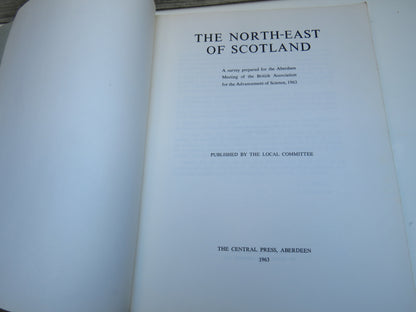 THE NORTH-EAST
OF SCOTLAND
A survey prepared for the Aberdeen
Meeting of the British Association
for the Advancement of Science, 1963
PUBLISHED BY THE LOCAL COMMITTEE
THE CENTRAL PRESS, ABERDEEN
1963